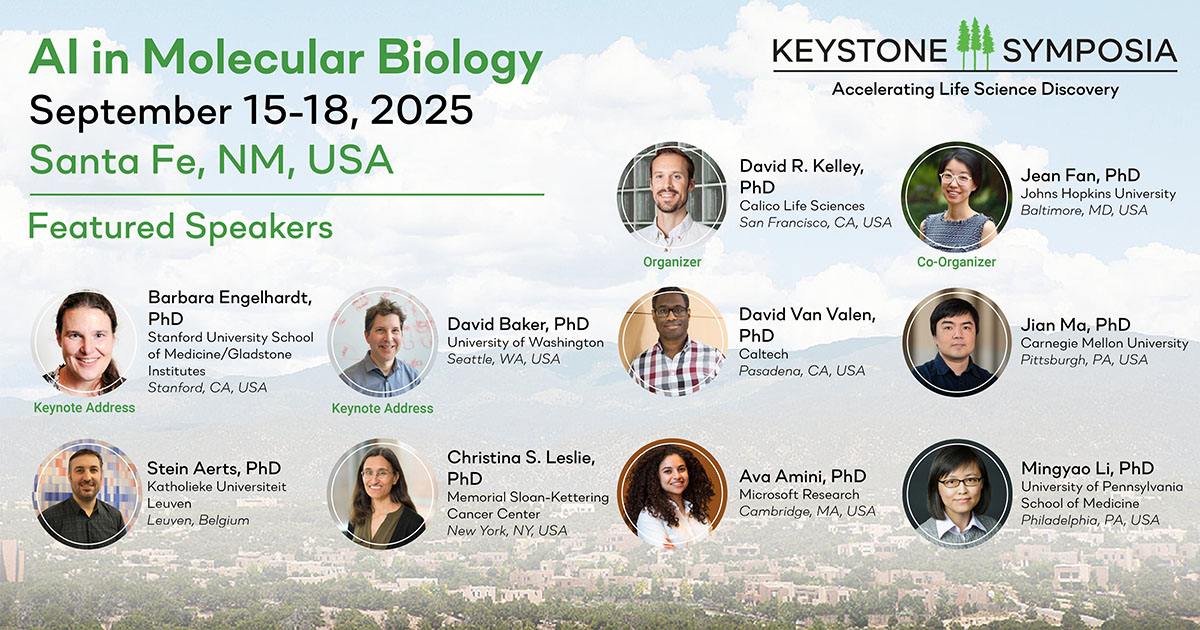 AI in Molecular Biology
September 15-18, 2025
Santa Fe, NM, USA
Featured Speakers
KEYSTONE SYMPOSIA
Accelerating Life Science Discovery
David R. Kelley,
PhD
Calico Life Sciences
San Francisco, CA, USA
Organizer
Jean Fan, PhD
Johns Hopkins University
Baltimore, MD, USA
Co-Organizer
Barbara Engelhardt,
PhD
Stanford University School
of Medicine/Gladstone
Institutes
Stanford, CA, USA
Keynote Address
David Baker, PhD
University of Washington
Seattle, WA, USA
Keynote Address
David Van Valen,
PhD
Caltech
Pasadena, CA, USA
Jian Ma, PhD
Carnegie Mellon University
Pittsburgh, PA, USA
Stein Aerts, PhD
Katholieke Universiteit
Leuven
Leuven, Belgium
Christina S. Leslie,
PhD
Memorial Sloan-Kettering
Cancer Center
New York, NY, USA
Ava Amini, PhD
Microsoft Research
Cambridge, MA, USA
Mingyao Li, PhD
University of Pennsylvania
School of Medicine
Philadelphia, PA, USA